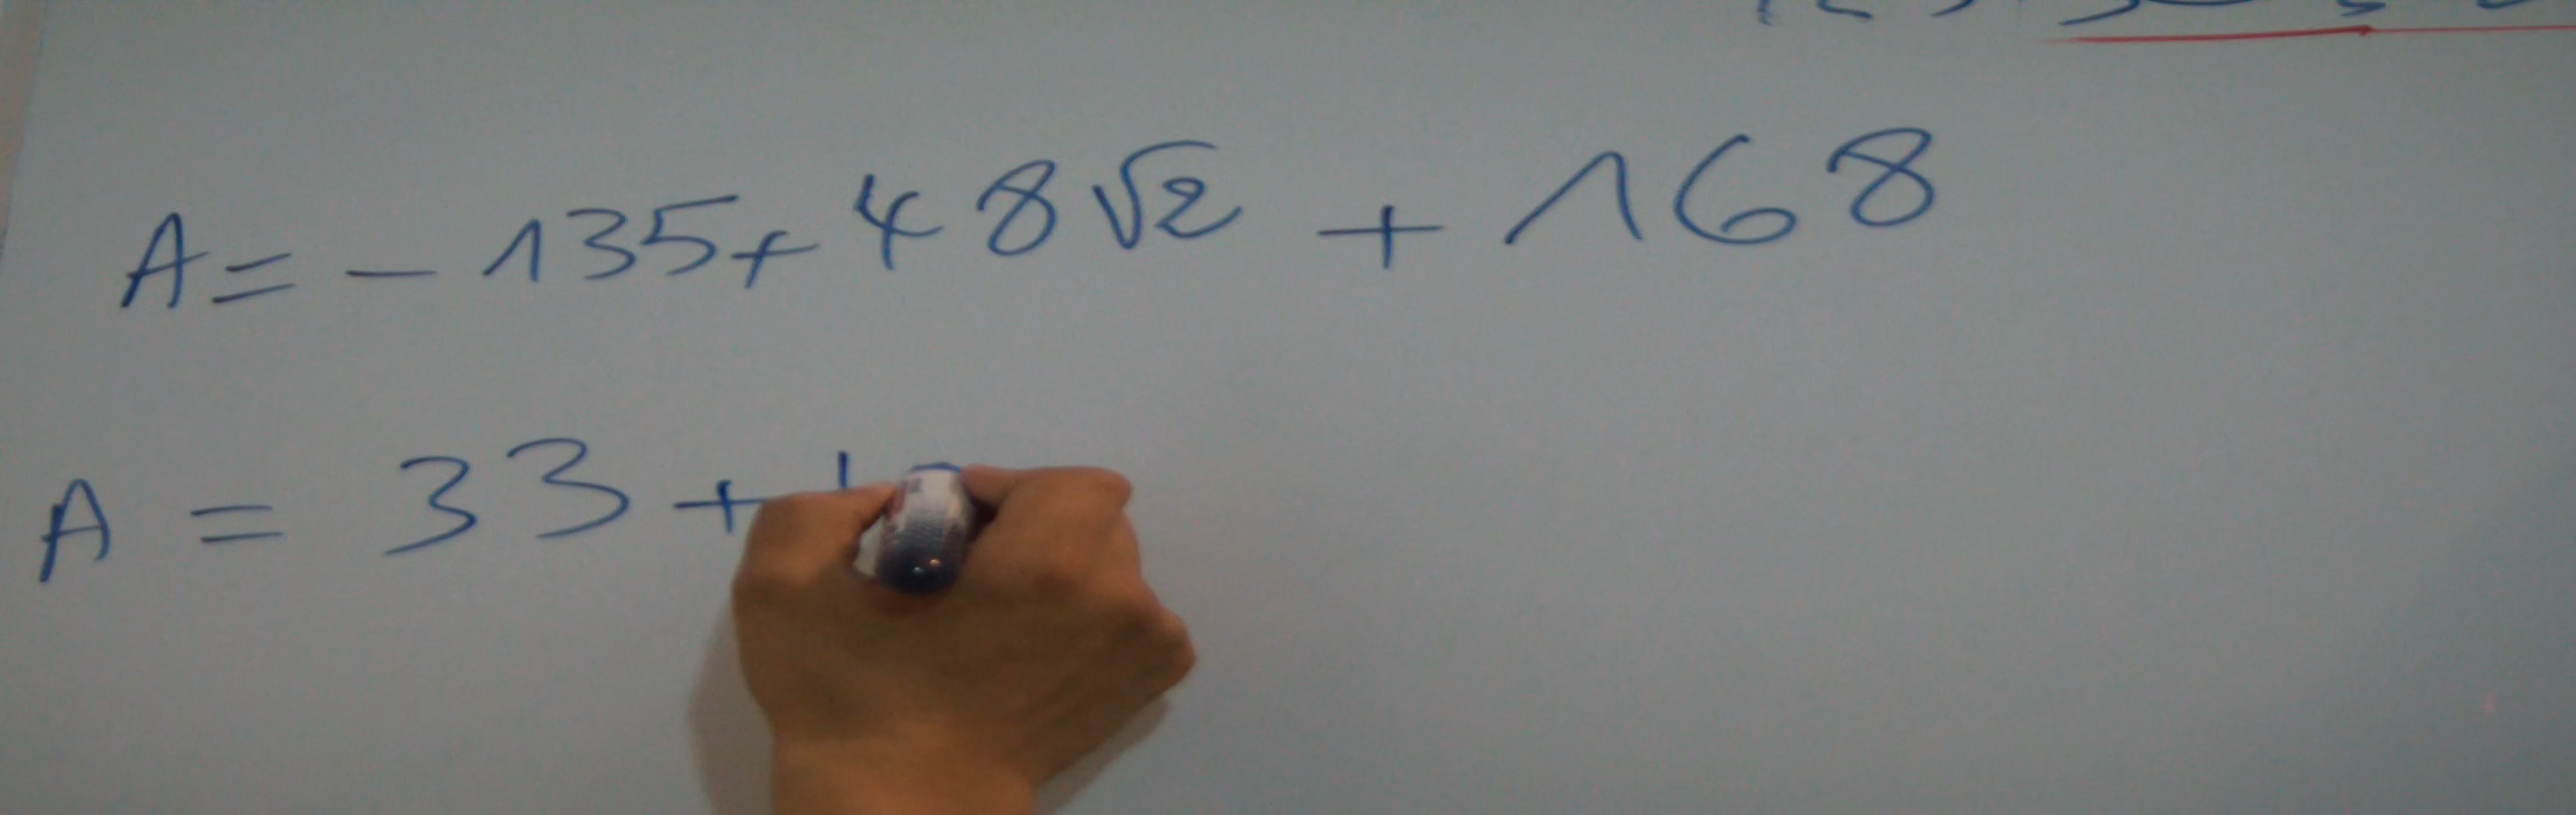 A = - 135 + 48√2 + 168
A = 33 +